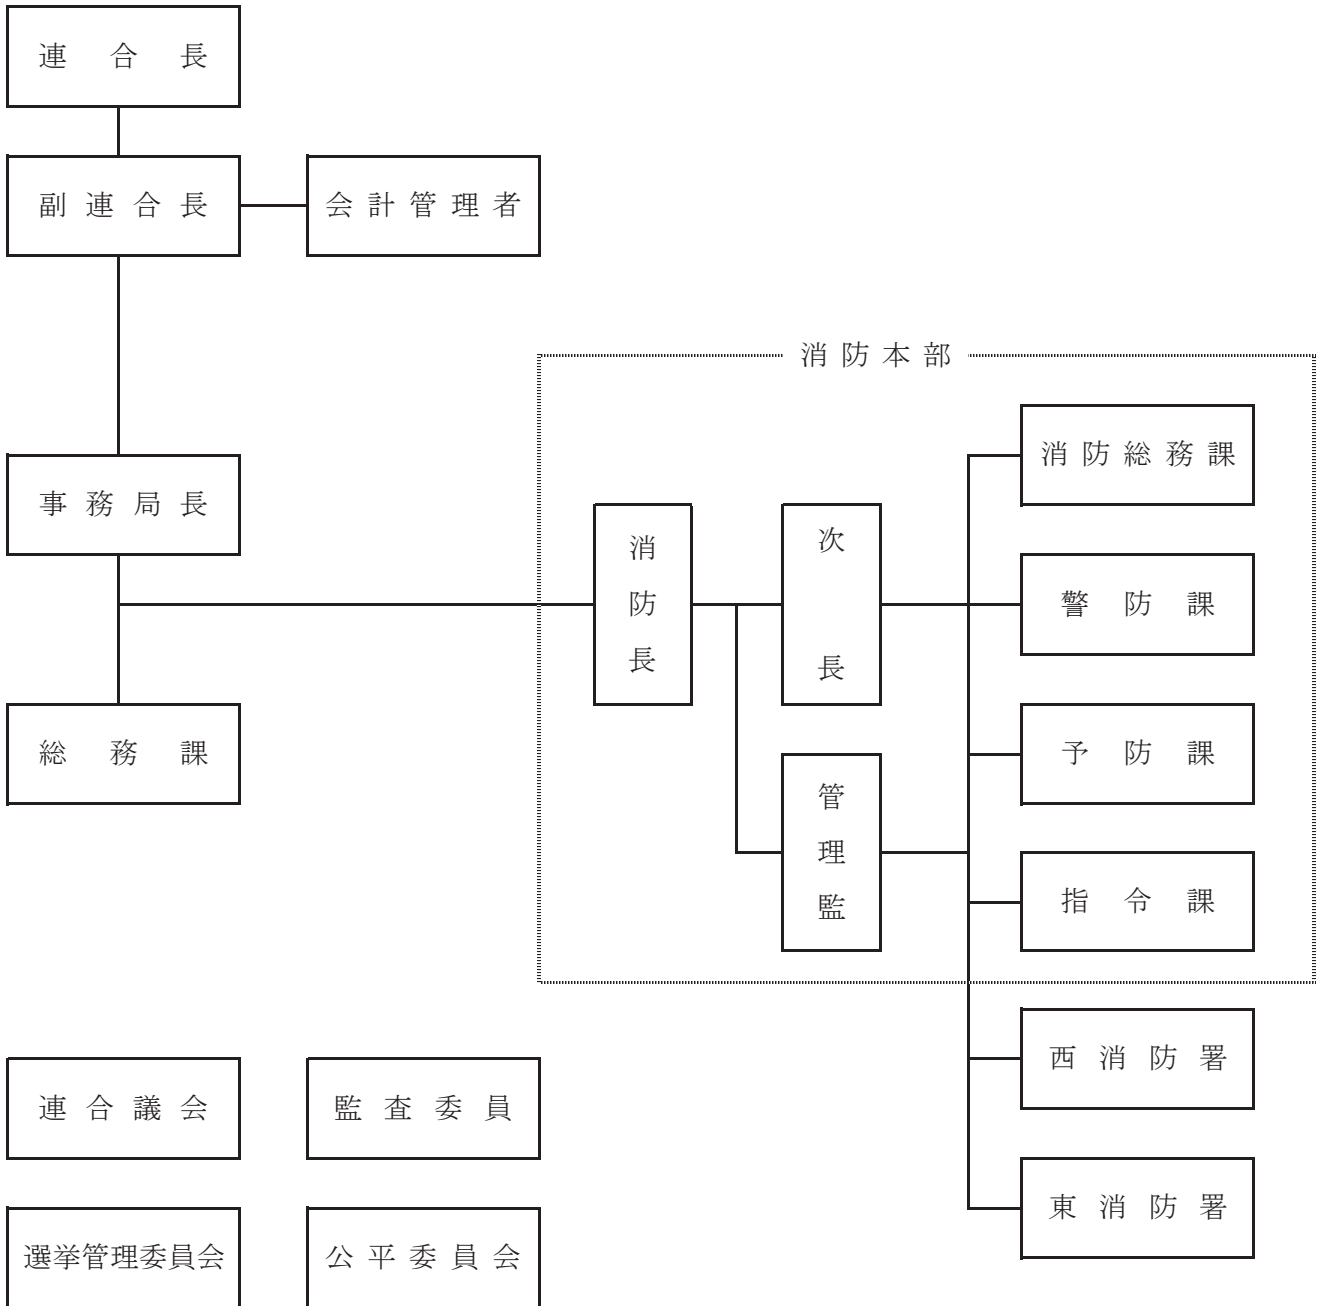 連合長
副連合長
会計管理者
消防本部
消防総務課
事務局長
消防長
次長
警防課
総務課
管理監
予防課
指令課
西消防署
連合議会
監査委員
東消防署
選挙管理委員会
公平委員会